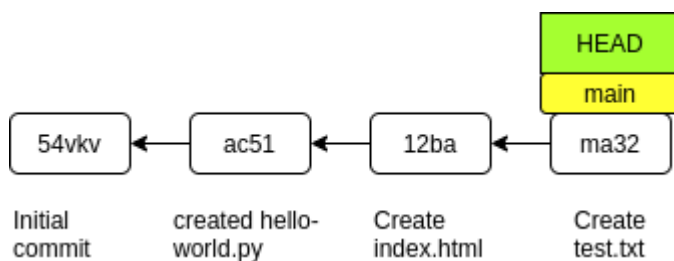 HEAD
main
54vkv
ac51
12ba
ma32
Initial
commit
created hello-
world.py
Create
index.html
Create
test.txt